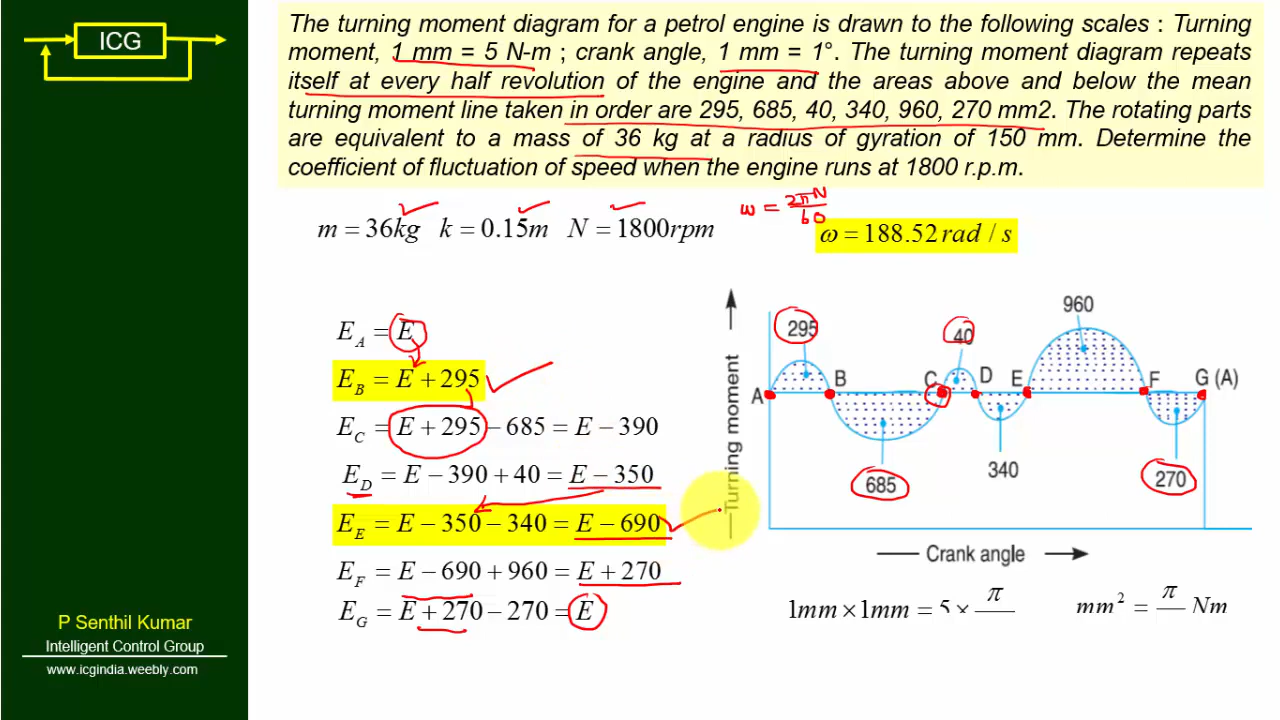 ICG
The turning moment diagram for a petrol engine is drawn to the following scales : Turning
moment, 1 mm = 5 N-m ; crank angle, 1 mm = 1°. The turning moment diagram repeats
itself at every half revolution of the engine and the areas above and below the mean
turning moment line taken in order are 295, 685, 40, 340, 960, 270 mm2. The rotating parts
are equivalent to a mass of 36 kg at a radius of gyration of 150 mm. Determine the
coefficient of fluctuation of speed when the engine runs at 1800 r.p.m.
m = 36kg k = 0.15m N = 1800rpm
ω = 2πN/60
ω = 188.52 rad / s
E_A = E
E_B = E + 295
E_C = E + 295 − 685 = E − 390
E_D = E − 390 + 40 = E − 350
E_E = E − 350 − 340 = E − 690
E_F = E − 690 + 960 = E + 270
E_G = E + 270 − 270 = E
Turning moment
960
295
40
A
B
C
D
E
F
G (A)
685
340
270
Crank angle
1mm × 1mm = 5 × π
mm² = π Nm
P Senthil Kumar
Intelligent Control Group
www.icgindia.weebly.com